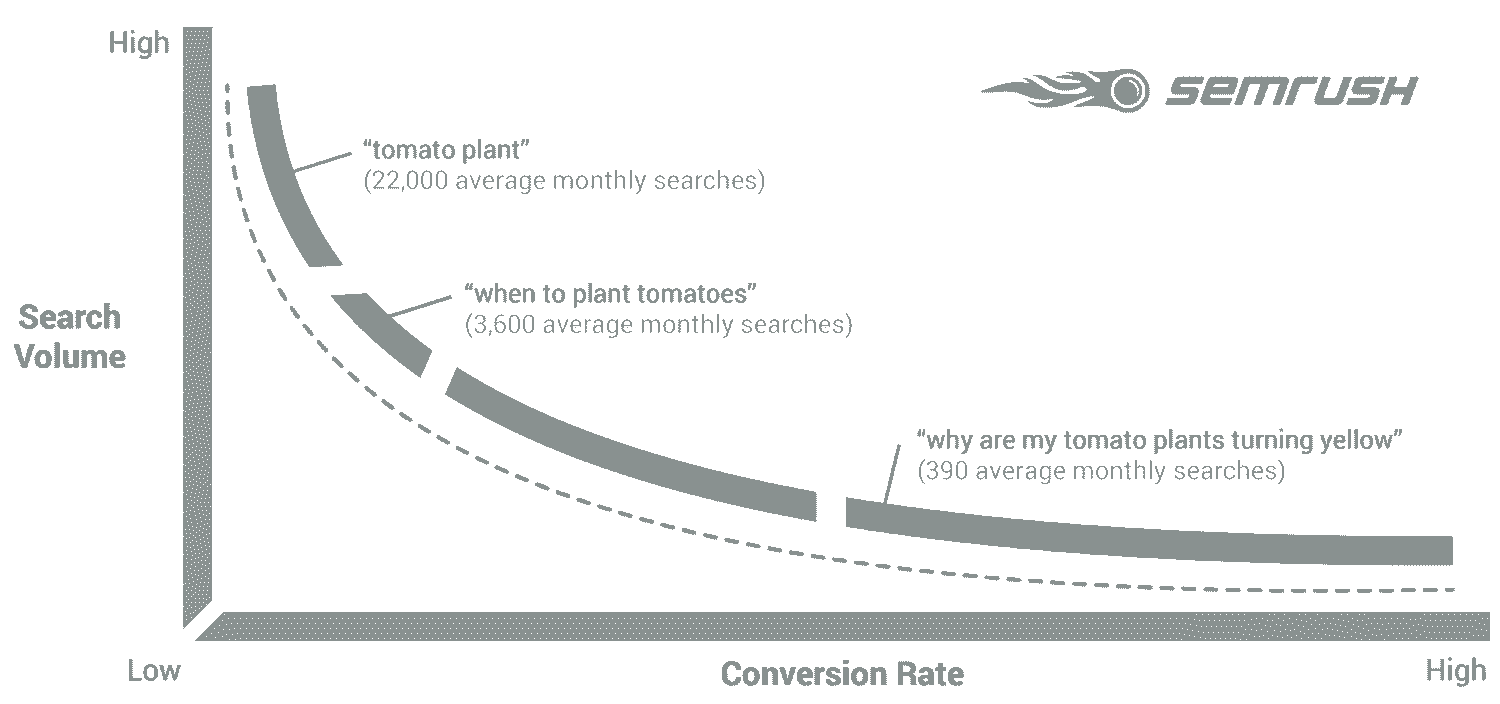 High
semrush
“tomato plant”
(22,000 average monthly searches)
“when to plant tomatoes”
(3,600 average monthly searches)
Search
Volume
“why are my tomato plants turning yellow”
(390 average monthly searches)
Low
Conversion Rate
High